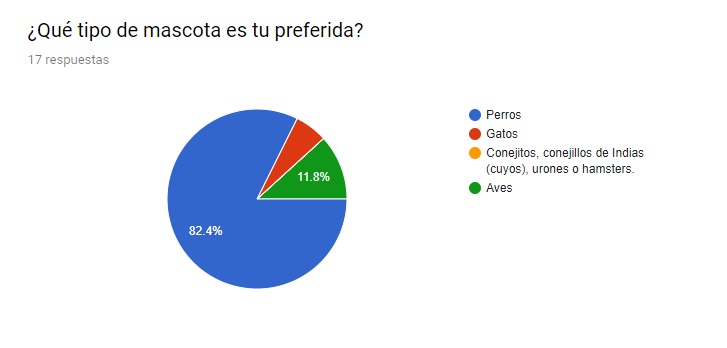 ¿Qué tipo de mascota es tu preferida?
17 respuestas
82.4%
11.8%
Perros
Gatos
Conejitos, conejillos de Indias
(cuyos), urones o hamsters.
Aves